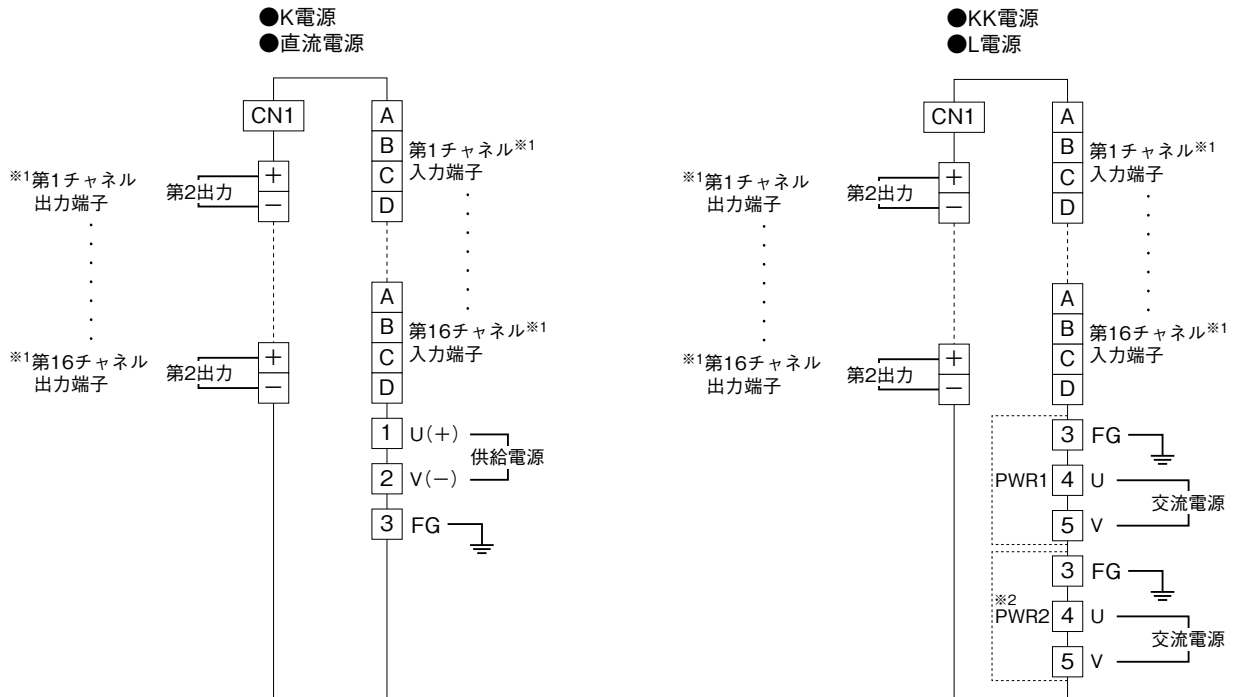 ●K電源
●直流電源
CN1
A
B
C
D
第1チャネル※1
入力端子
※1第1チャネル
出力端子
第2出力
+
−
A
B
C
D
第16チャネル※1
入力端子
※1第16チャネル
出力端子
第2出力
+
−
1 U(+)
供給電源
2 V(−)
3 FG
●KK電源
●L電源
CN1
A
B
C
D
第1チャネル※1
入力端子
※1第1チャネル
出力端子
第2出力
+
−
A
B
C
D
第16チャネル※1
入力端子
※1第16チャネル
出力端子
第2出力
+
−
3 FG
PWR1 4 U
交流電源
5 V
3 FG
※2
PWR2 4 U
交流電源
5 V